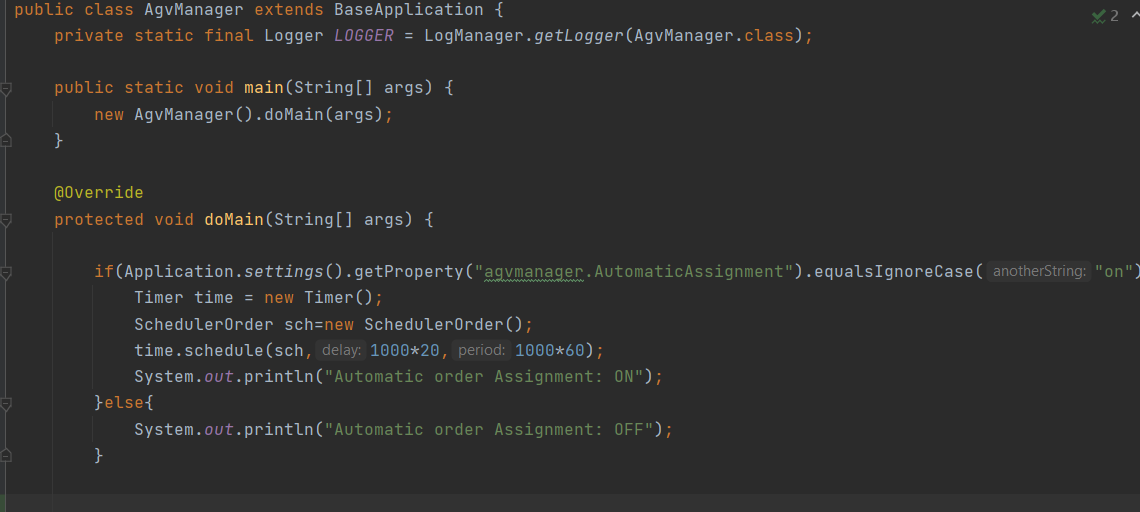 public class AgvManager extends BaseApplication {
2
private static final Logger LOGGER = LogManager.getLogger(AgvManager.class);
public static void main(String[] args) {
new AgvManager().doMain(args);
}
@Override
protected void doMain(String[] args) {
if(Application.settings().getProperty("agvmanager.AutomaticAssignment").equalsIgnoreCase( anotherString: "on")
Timer time = new Timer();
SchedulerOrder sch=new SchedulerOrder();
time.schedule(sch, delay: 1000*20, period: 1000*60);
System.out.println("Automatic order Assignment: ON");
}else{
System.out.println("Automatic order Assignment: OFF");
}